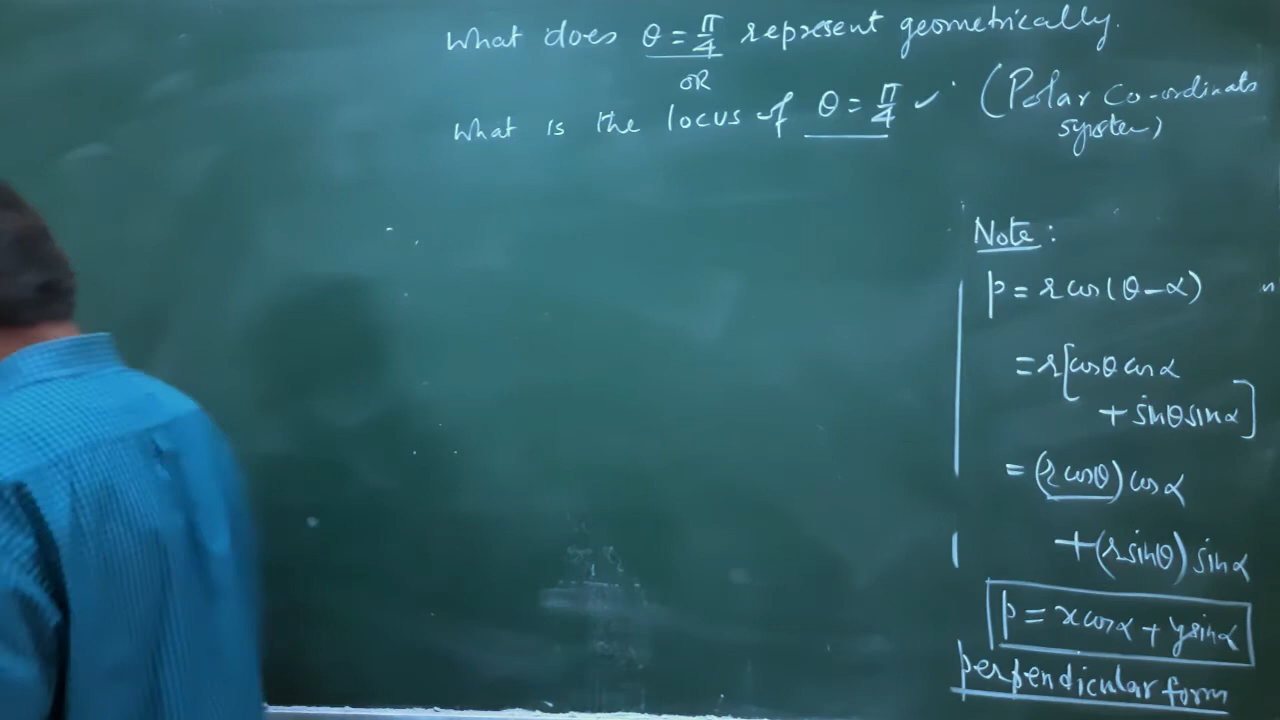 What does θ = π/4 represent geometrically.
OR
What is the locus of θ = π/4 ✓ (Polar co-ordinate
system)
Note :
p = r cos(θ - α)
= r[cosθ cosα
+ sinθ sinα]
= (r cosθ) cosα
+ (r sinθ) sinα
p = x cosα + y sinα
perpendicular form